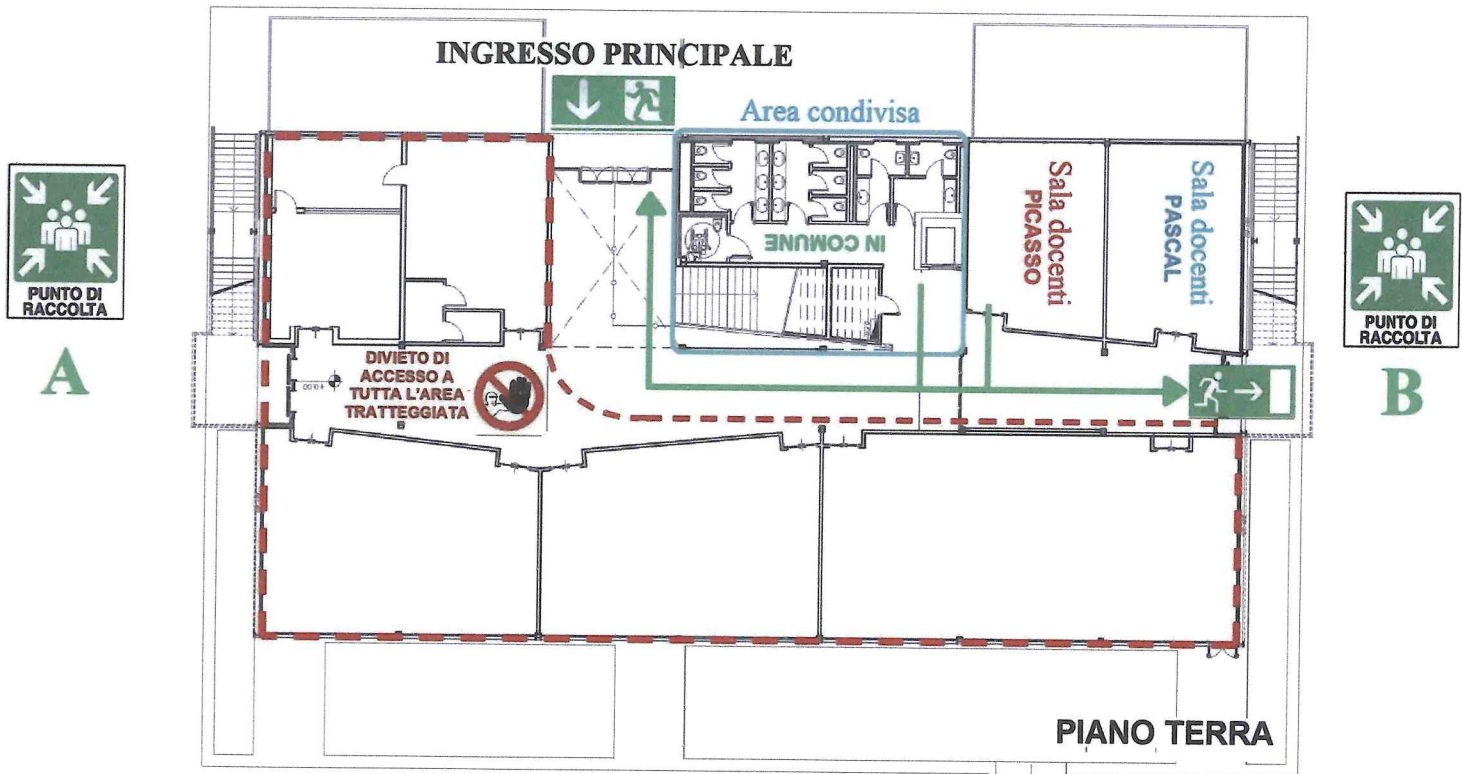 INGRESSO PRINCIPALE
Area condivisa
PUNTO DI
RACCOLTA
A
Sala docenti
PICASSO
Sala docenti
PASCAL
IN COMUNE
PUNTO DI
RACCOLTA
B
DIVIETO DI
ACCESSO A
TUTTA L'AREA
TRATTEGGIATA
PIANO TERRA